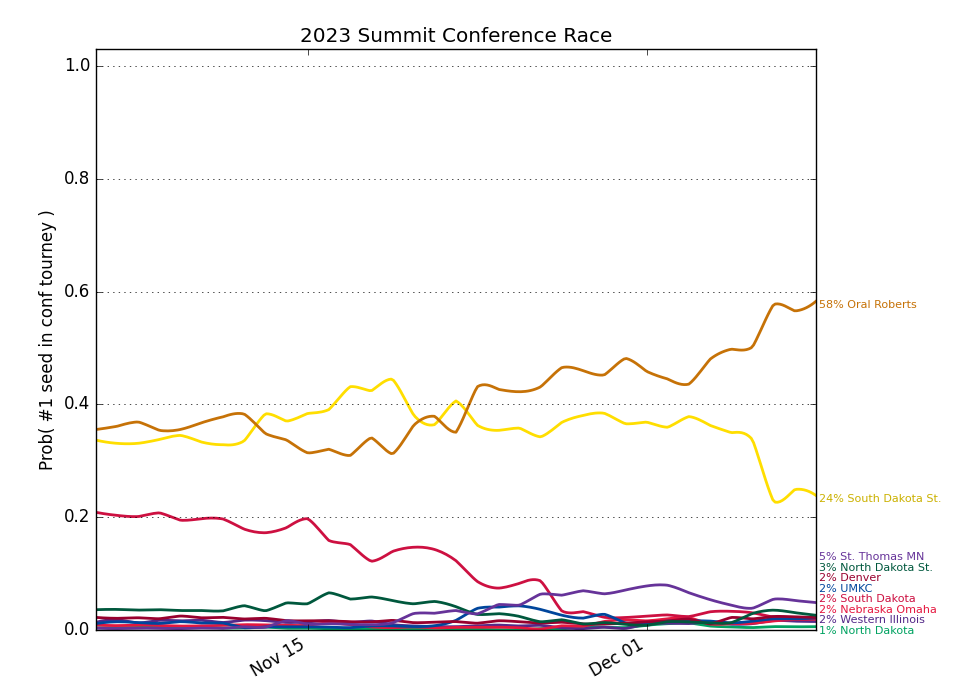 2023 Summit Conference Race
Prob( #1 seed in conf tourney )
1.0
0.8
0.6
0.4
0.2
0.0
Nov 15
Dec 01
58% Oral Roberts
24% South Dakota St.
5% St. Thomas MN
3% North Dakota St.
2% Denver
2% UMKC
2% South Dakota
2% Nebraska Omaha
2% Western Illinois
1% North Dakota